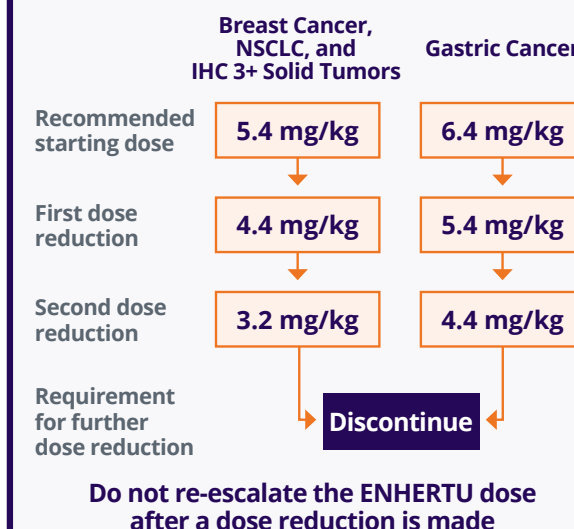 Breast Cancer,
NSCLC, and
IHC 3+ Solid Tumors
Gastric Cancer
Recommended
starting dose
5.4 mg/kg
6.4 mg/kg
First dose
reduction
4.4 mg/kg
5.4 mg/kg
Second dose
reduction
3.2 mg/kg
4.4 mg/kg
Requirement
for further
dose reduction
Discontinue
Do not re-escalate the ENHERTU dose
after a dose reduction is made